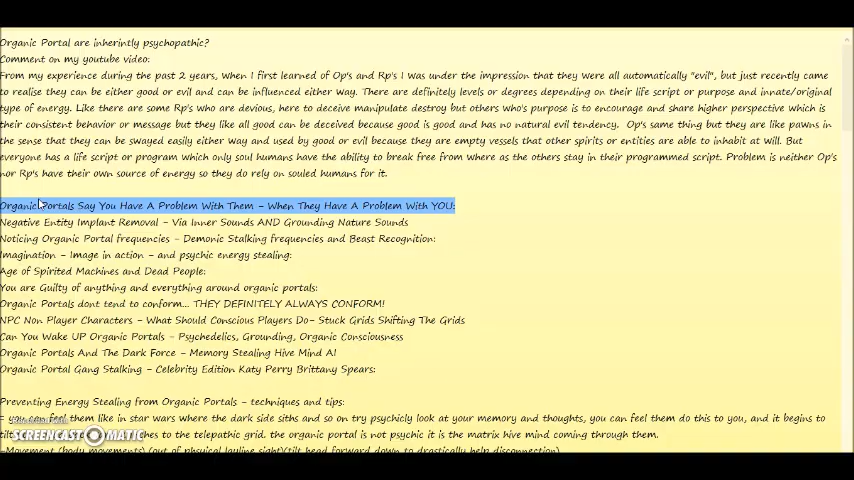 Organic Portal are inherintly psychopathic?
Comment on my youtube video:
From my experience during the past 2 years, when I first learned of Op's and Rp's I was under the impression that they were all automatically "evil", but just recently came
to realise they can be either good or evil and can be influenced either way. There are definitely levels or degrees depending on their life script or purpose and innate/original
type of energy. Like there are some Rp's who are devious, here to deceive manipulate destroy but others who's purpose is to encourage and share higher perspective which is
their consistent behavior or message but they like all good can be deceived because good is good and has no natural evil tendency. Op's same thing but they are like pawns in
the sense that they can be swayed easily either way and used by good or evil because they are empty vessels that other spirits or entities are able to inhabit at will. But
everyone has a life script or program which only soul humans have the ability to break free from where as the others stay in their programmed script. Problem is neither Op's
nor Rp's have their own source of energy so they do rely on souled humans for it.
Organic Portals Say You Have A Problem With Them - When They Have A Problem With YOU:
Negative Entity Implant Removal - Via Inner Sounds AND Grounding Nature Sounds
Noticing Organic Portal frequencies - Demonic Stalking frequencies and Beast Recognition:
Imagination - Image in action - and psychic energy stealing:
Age of Spirited Machines and Dead People:
You are Guilty of anything and everything around organic portals:
Organic Portals dont tend to conform... THEY DEFINITELY ALWAYS CONFORM!
NPC Non Player Characters - What Should Conscious Players Do- Stuck Grids Shifting The Grids
Can You Wake UP Organic Portals - Psychedelics, Grounding, Organic Consciousness
Organic Portals And The Dark Force - Memory Stealing Hive Mind AI
Organic Portal Gang Stalking - Celebrity Edition Katy Perry Brittany Spears:
Preventing Energy Stealing from Organic Portals - techniques and tips:
= you can feel them like in star wars where the dark side siths and so on try psychicly look at your memory and thoughts, you can feel them do this to you, and it begins to
tilt to the telepathic grid. the organic portal is not psychic it is the matrix hive mind coming through them.
SCREENCAST MATIC
-Movement (body movements) (out of physical layline sight)(tilt head forward down to drastically help disconnection)